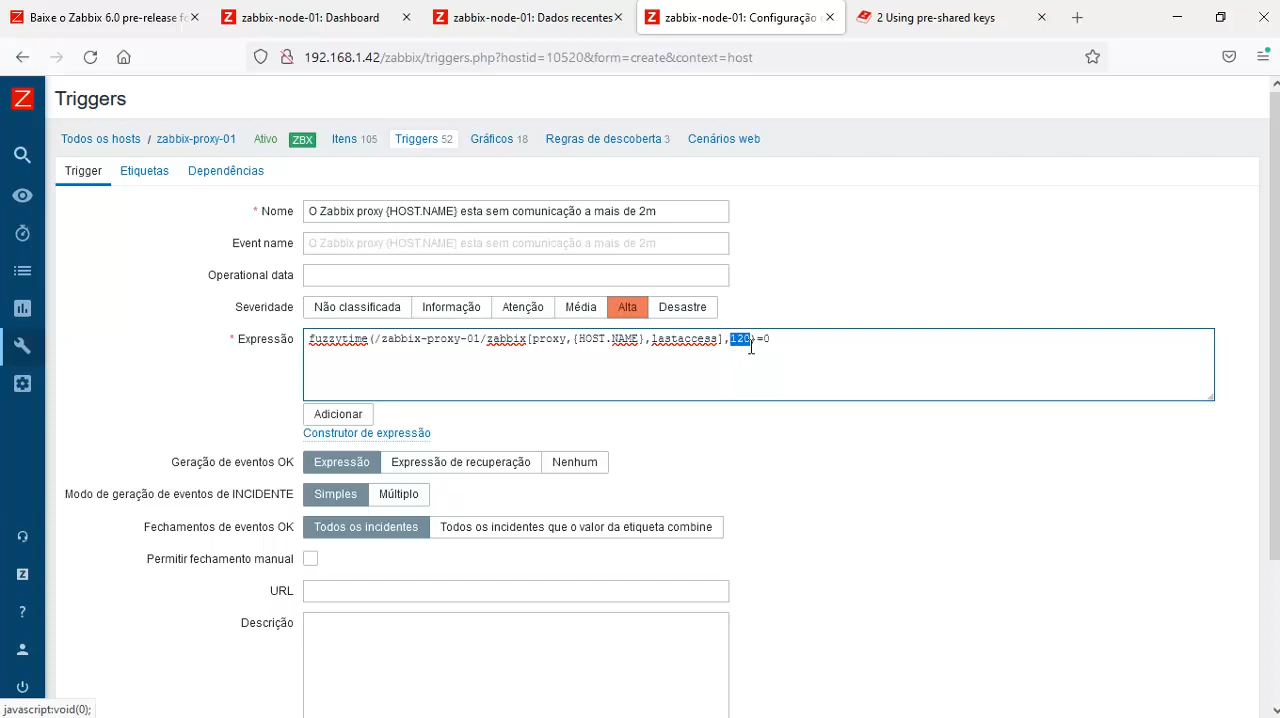 Baixe o Zabbix 6.0 pre-release fo
zabbix-node-01: Dashboard
zabbix-node-01: Dados recentes
zabbix-node-01: Configuração
2 Using pre-shared keys
192.168.1.42/zabbix/triggers.php?hostid=10520&form=create&context=host
Z
Triggers
Todos os hosts / zabbix-proxy-01 Ativo ZBX Itens 105 Triggers 52 Gráficos 18 Regras de descoberta 3 Cenários web
Trigger Etiquetas Dependências
* Nome O Zabbix proxy {HOST.NAME} esta sem comunicação a mais de 2m
Event name O Zabbix proxy {HOST.NAME} esta sem comunicação a mais de 2m
Operational data
Severidade Não classificada Informação Atenção Média Alta Desastre
* Expressão fuzzytime(/zabbix-proxy-01/zabbix[proxy,{HOST.NAME},lastaccess],120)=0
Adicionar
Construtor de expressão
Geração de eventos OK Expressão Expressão de recuperação Nenhum
Modo de geração de eventos de INCIDENTE Simples Múltiplo
Fechamentos de eventos OK Todos os incidentes Todos os incidentes que o valor da etiqueta combine
Permitir fechamento manual
URL
Descrição
javascript:void(0);